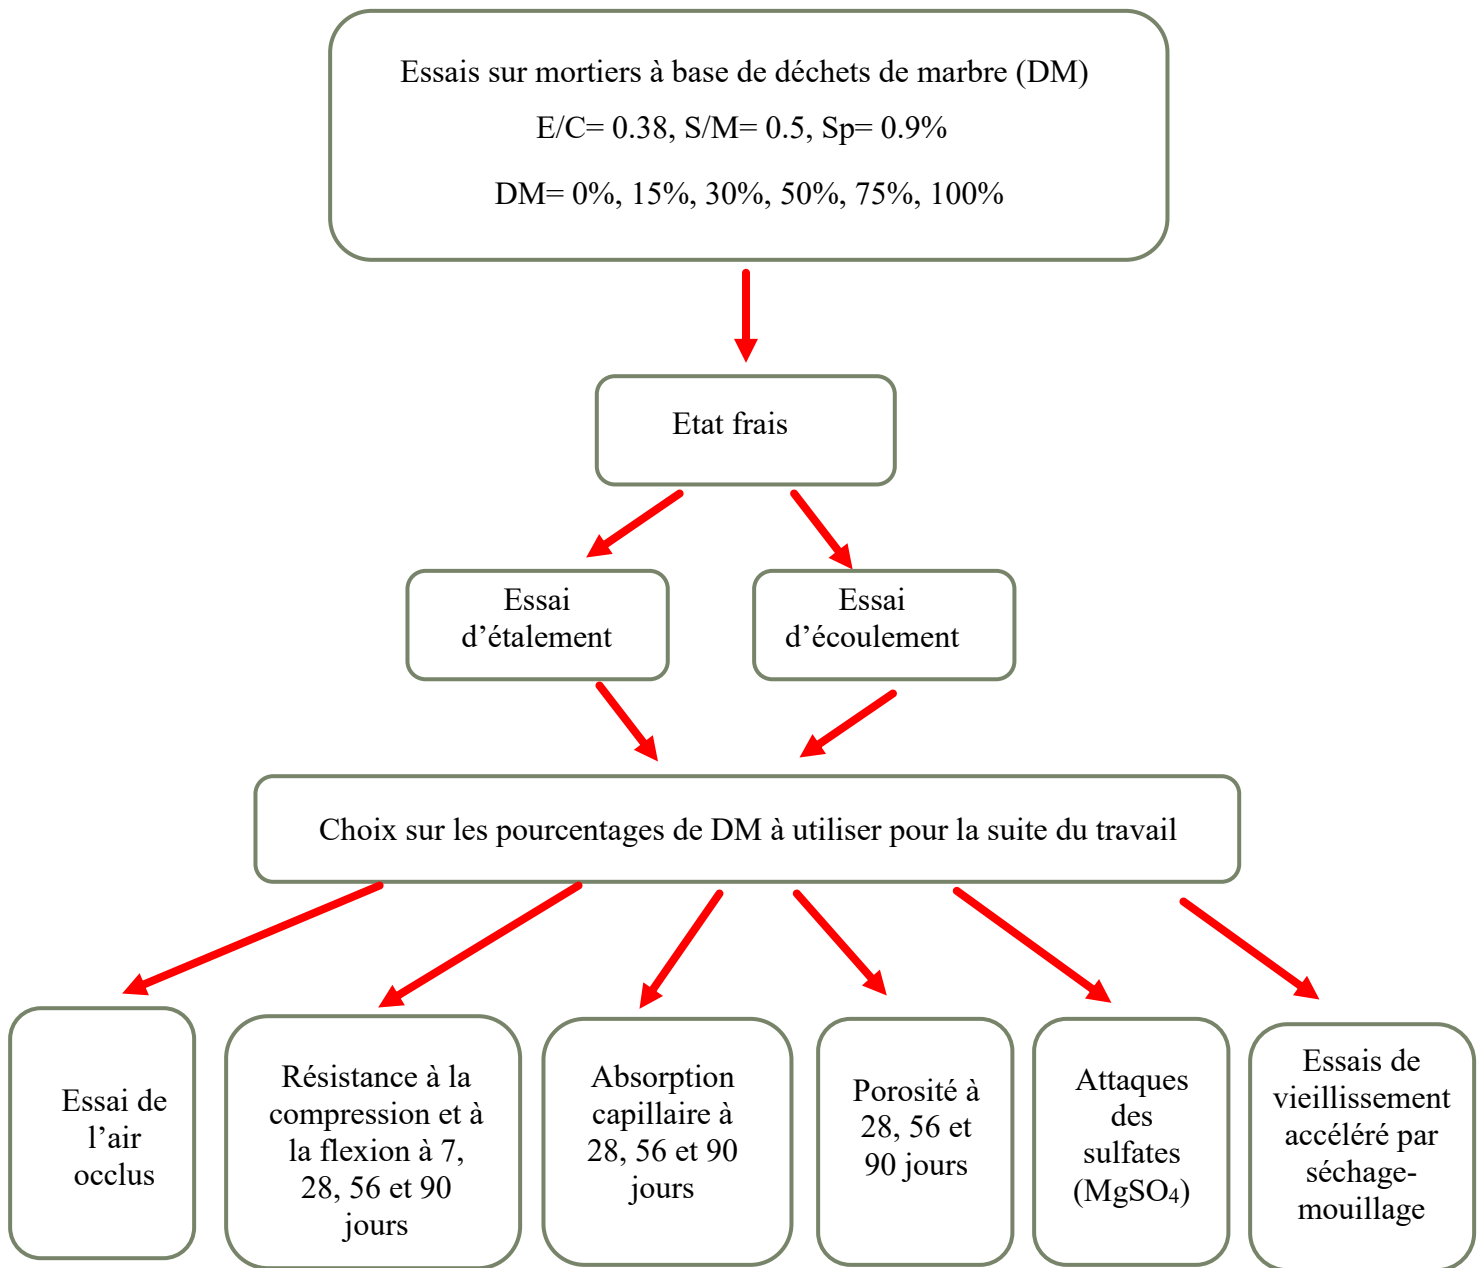 Essais sur mortiers à base de déchets de marbre (DM)
E/C= 0.38, S/M= 0.5, Sp= 0.9%
DM= 0%, 15%, 30%, 50%, 75%, 100%
Etat frais
Essai
d’étalement
Essai
d’écoulement
Choix sur les pourcentages de DM à utiliser pour la suite du travail
Essai de
l’air
occlus
Résistance à la
compression et à
la flexion à 7,
28, 56 et 90
jours
Absorption
capillaire à
28, 56 et 90
jours
Porosité à
28, 56 et
90 jours
Attaques
des
sulfates
(MgSO₄)
Essais de
vieillissement
accéléré par
séchage-
mouillage